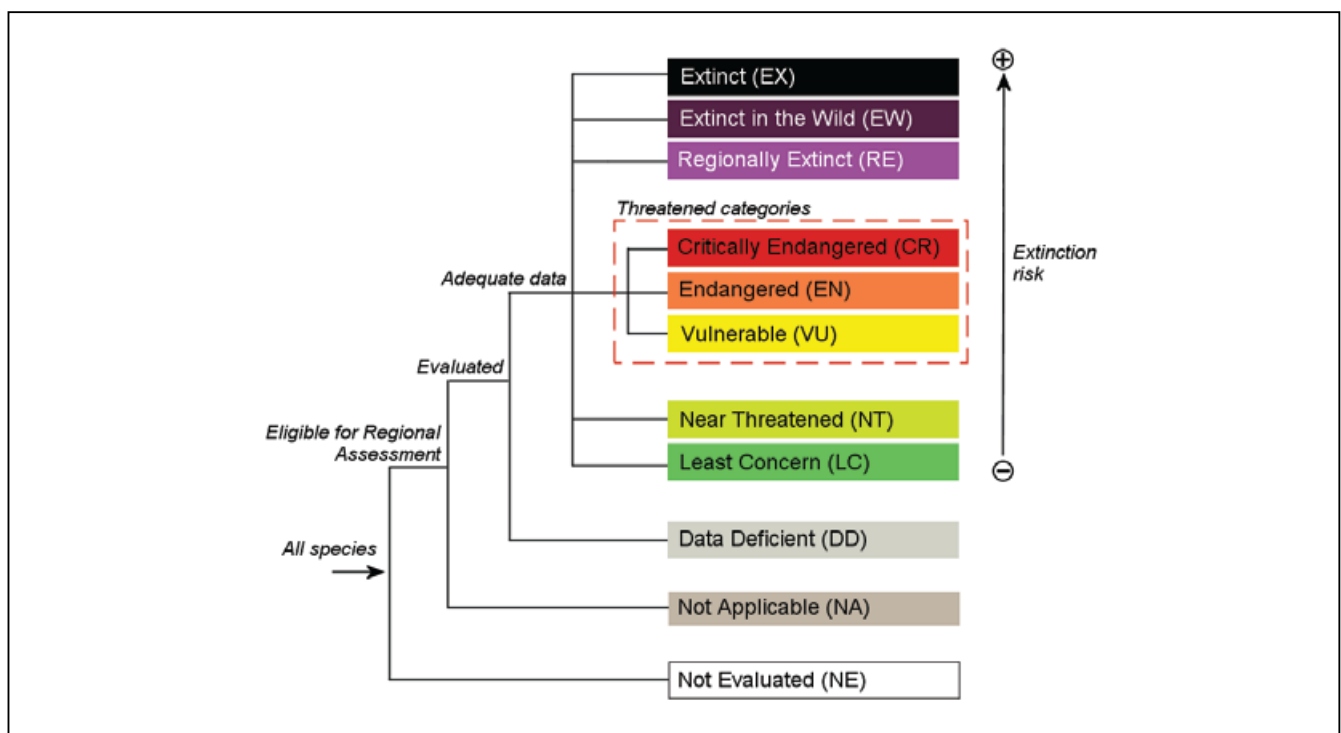 Extinct (EX)
Extinct in the Wild (EW)
Regionally Extinct (RE)
Threatened categories
Critically Endangered (CR)
Endangered (EN)
Vulnerable (VU)
Adequate data
Extinction
risk
Evaluated
Near Threatened (NT)
Least Concern (LC)
Eligible for Regional
Assessment
Data Deficient (DD)
All species
Not Applicable (NA)
Not Evaluated (NE)